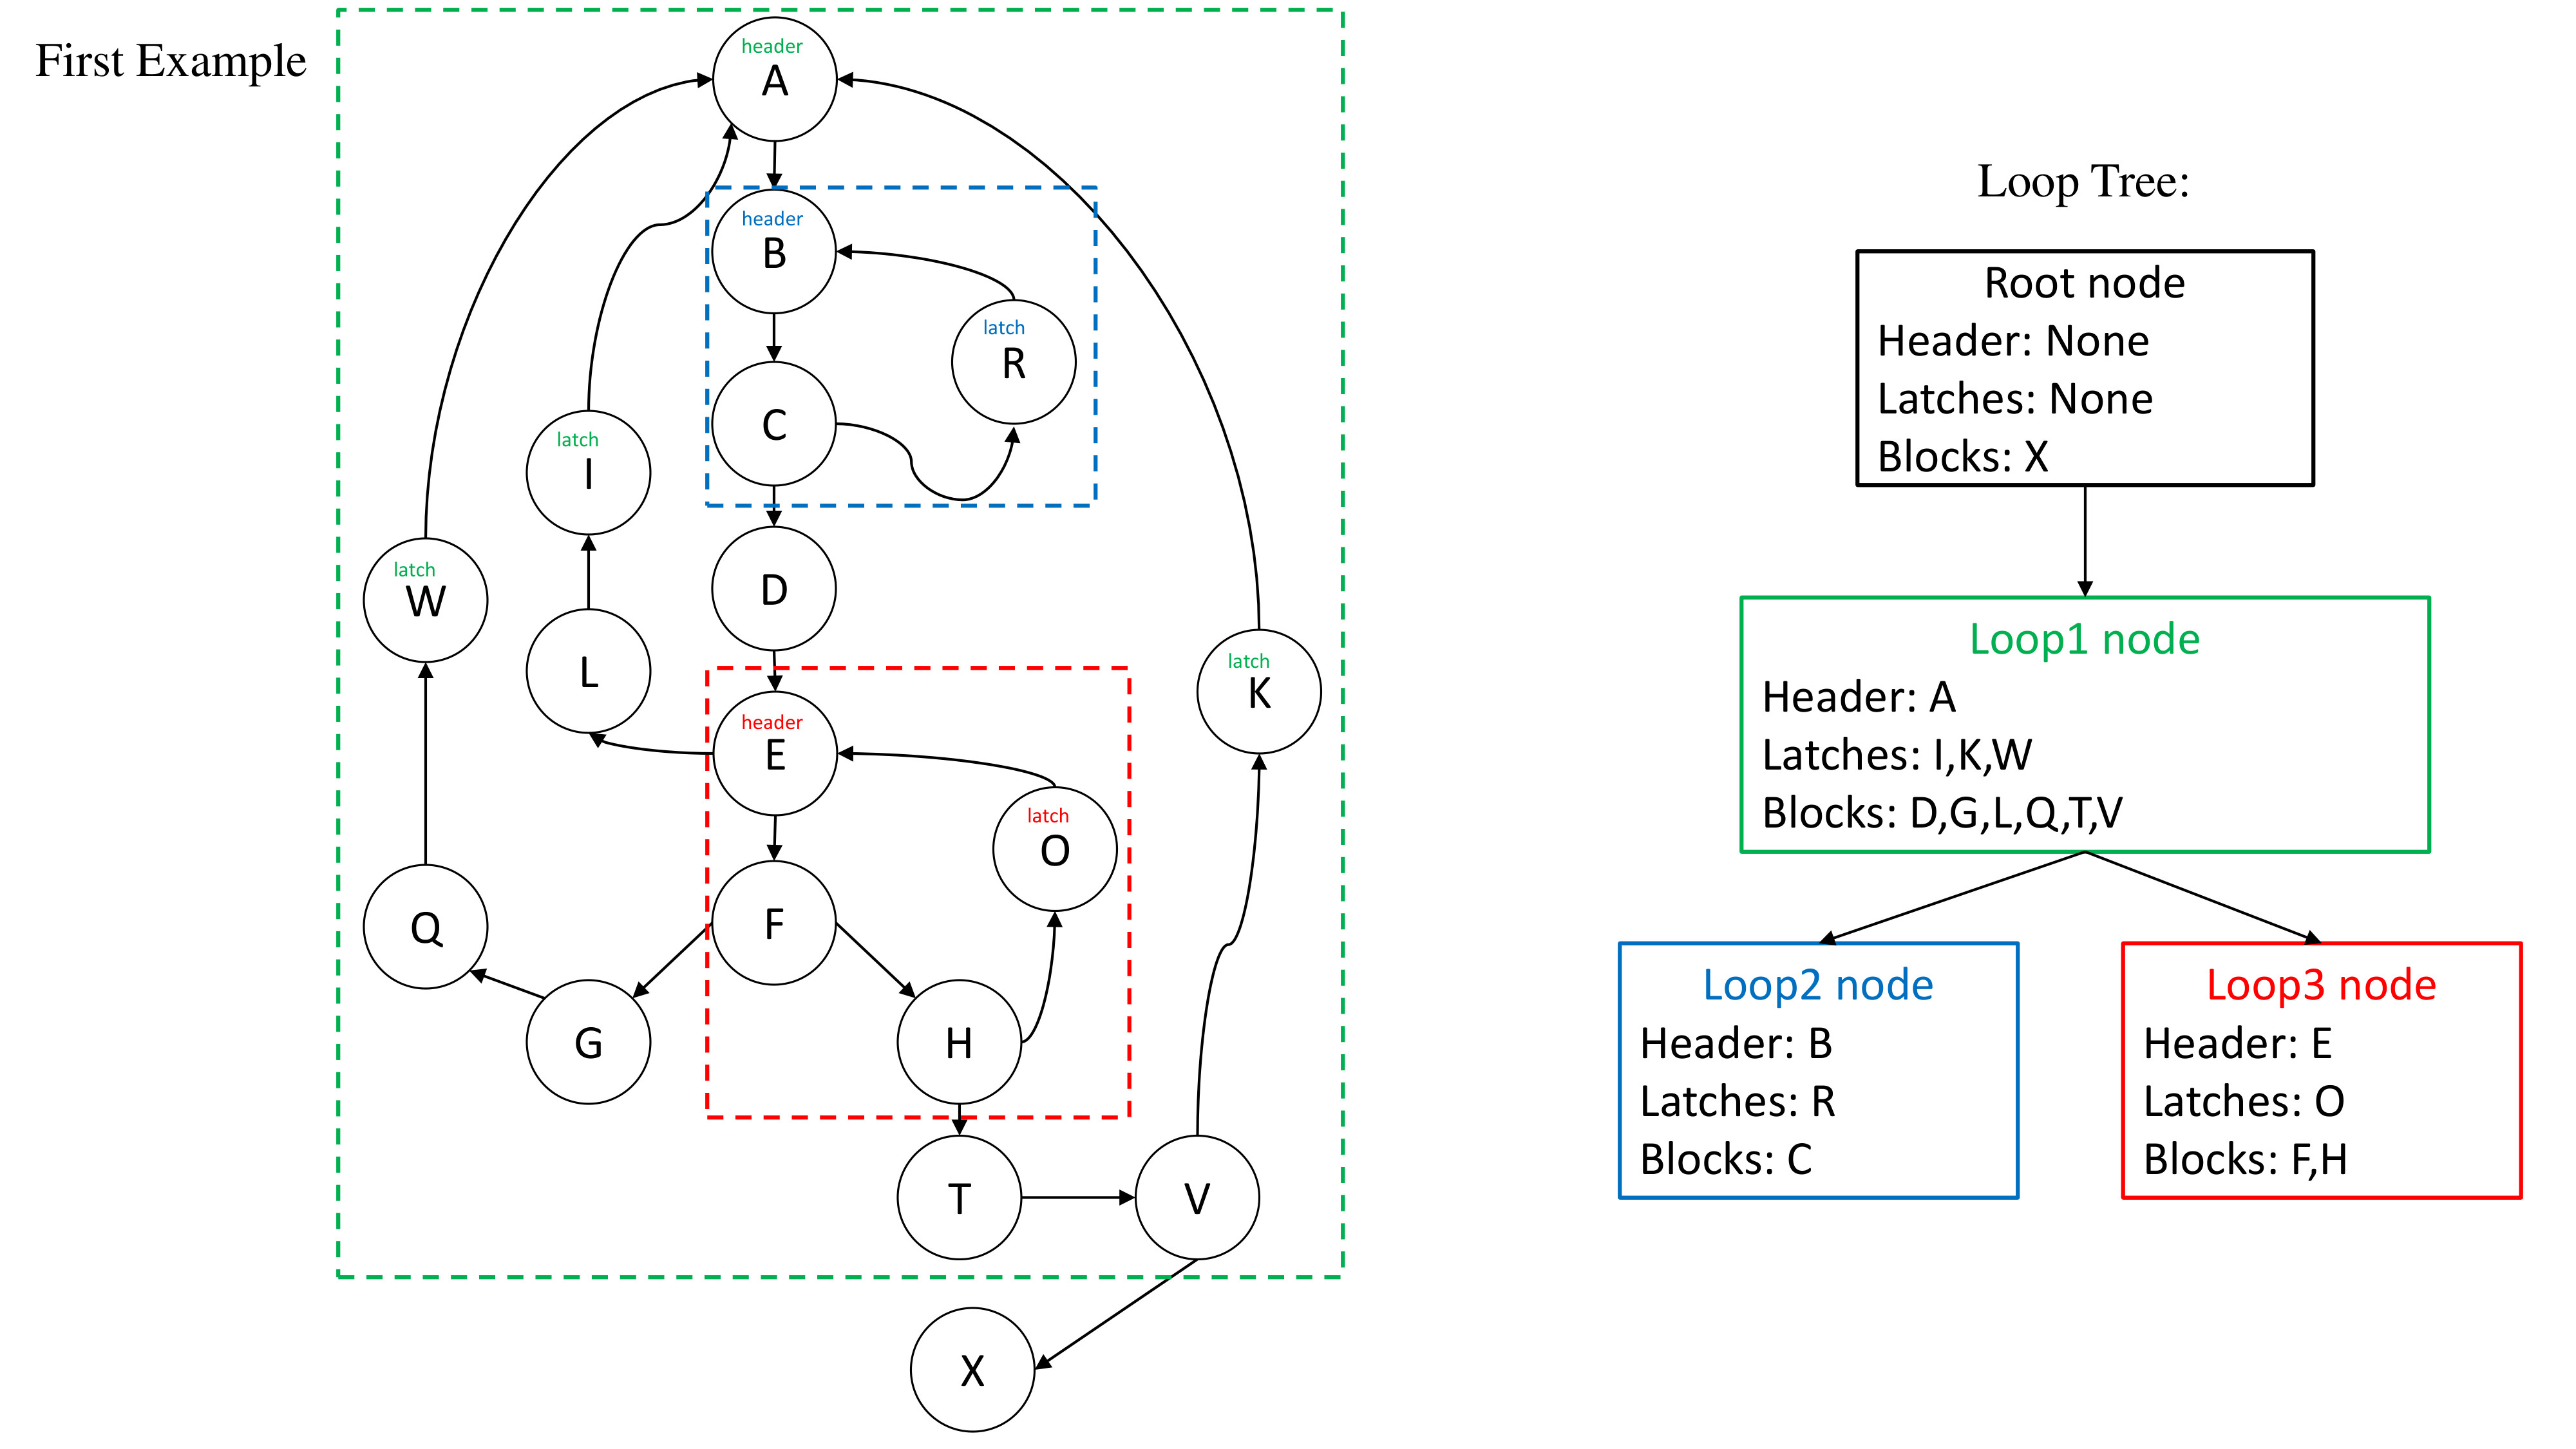 First Example
header
A
header
B
latch
R
C
latch
I
latch
W
D
L
latch
K
header
E
latch
O
Q
F
G
H
T
V
X
Loop Tree:
Root node
Header: None
Latches: None
Blocks: X
Loop1 node
Header: A
Latches: I,K,W
Blocks: D,G,L,Q,T,V
Loop2 node
Header: B
Latches: R
Blocks: C
Loop3 node
Header: E
Latches: O
Blocks: F,H